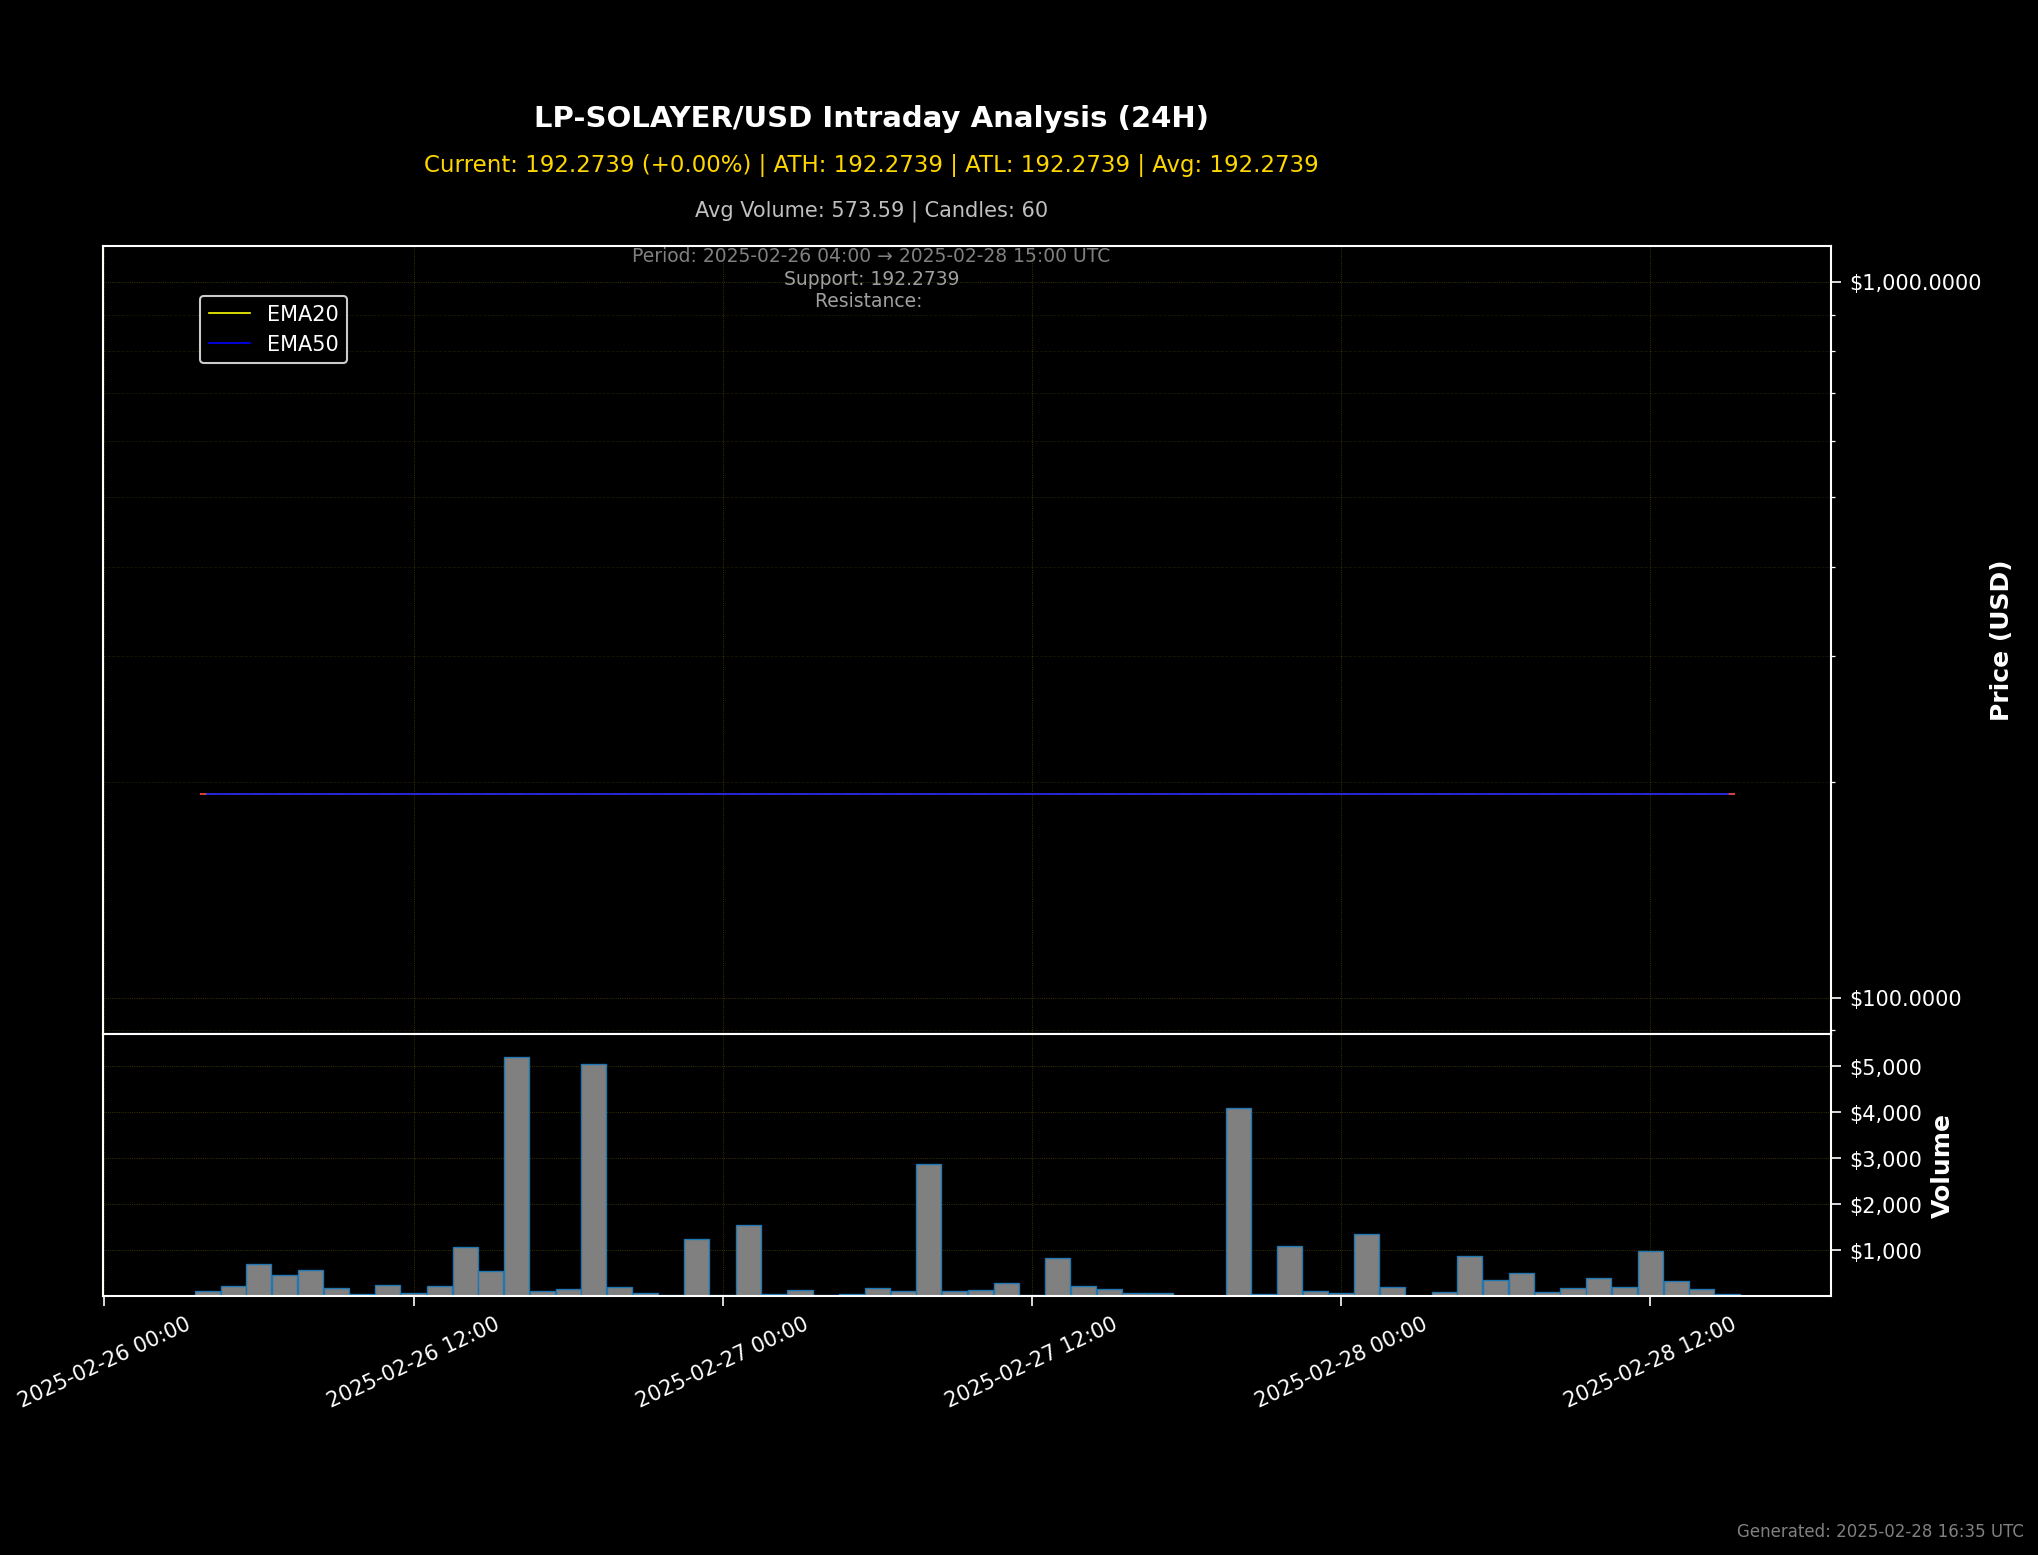 LP-SOLAYER/USD Intraday Analysis (24H)
Current: 192.2739 (+0.00%) | ATH: 192.2739 | ATL: 192.2739 | Avg: 192.2739
Avg Volume: 573.59 | Candles: 60
Period: 2025-02-26 04:00 → 2025-02-28 15:00 UTC
Support: 192.2739
Resistance:
EMA20
EMA50
$1,000.0000
$100.0000
Price (USD)
$5,000
$4,000
$3,000
$2,000
$1,000
Volume
2025-02-26 00:00
2025-02-26 12:00
2025-02-27 00:00
2025-02-27 12:00
2025-02-28 00:00
2025-02-28 12:00
Generated: 2025-02-28 16:35 UTC